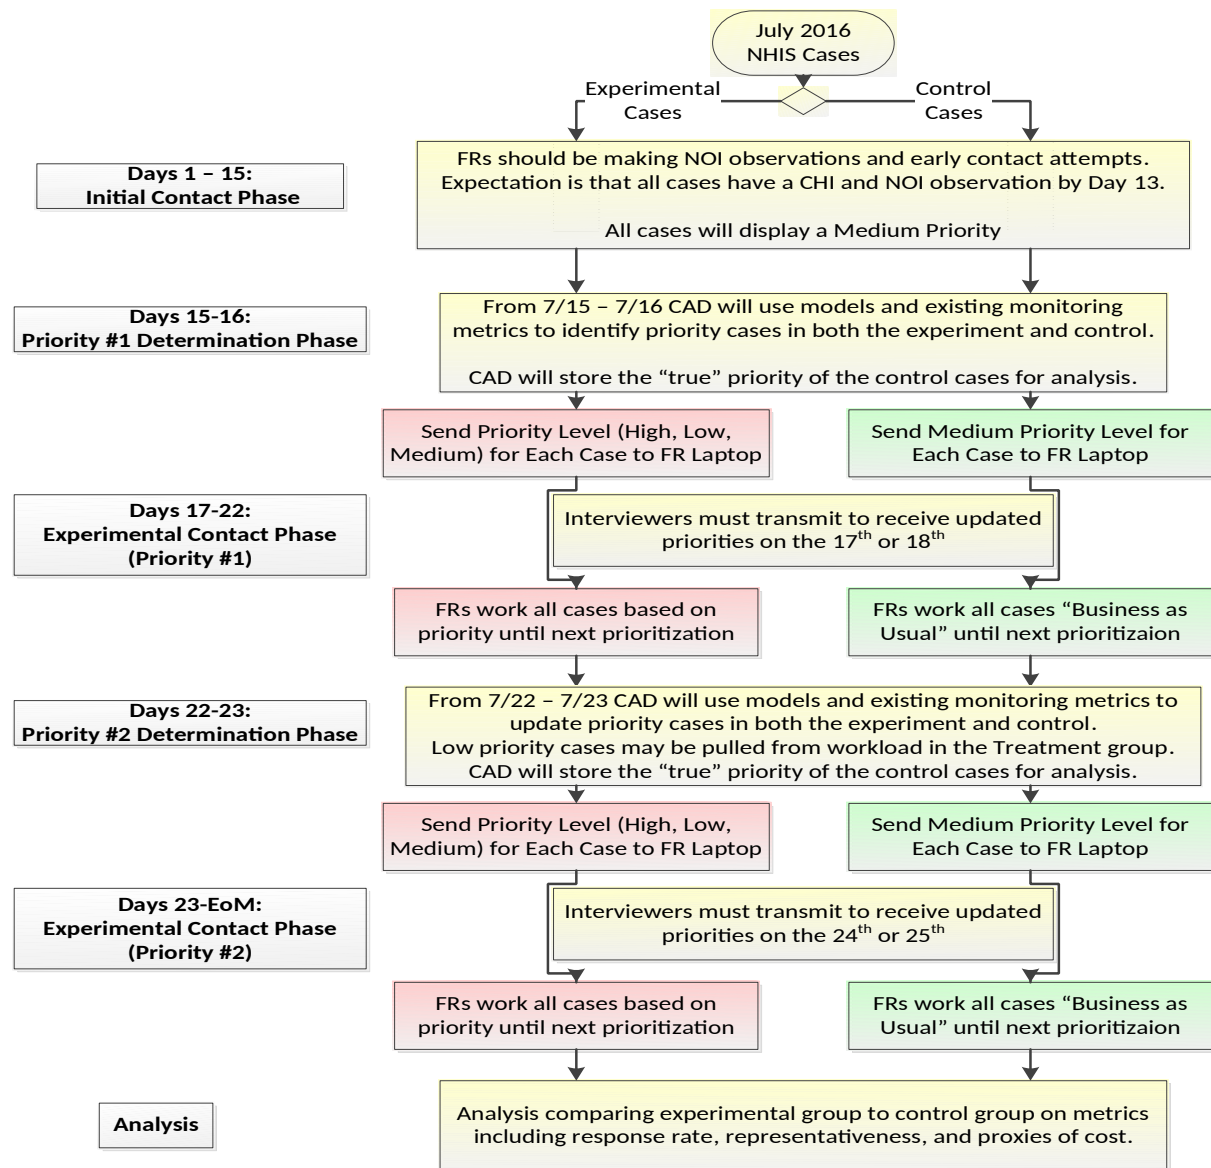 July 2016
NHIS Cases
Experimental
Cases
Control
Cases
Days 1 – 15:
Initial Contact Phase
FRs should be making NOI observations and early contact attempts.
Expectation is that all cases have a CHI and NOI observation by Day 13.
All cases will display a Medium Priority
Days 15-16:
Priority #1 Determination Phase
From 7/15 – 7/16 CAD will use models and existing monitoring
metrics to identify priority cases in both the experiment and control.
CAD will store the “true” priority of the control cases for analysis.
Send Priority Level (High, Low,
Medium) for Each Case to FR Laptop
Send Medium Priority Level for
Each Case to FR Laptop
Days 17-22:
Experimental Contact Phase
(Priority #1)
Interviewers must transmit to receive updated
priorities on the 17th or 18th
FRs work all cases based on
priority until next prioritization
FRs work all cases “Business as
Usual” until next prioritizaion
Days 22-23:
Priority #2 Determination Phase
From 7/22 – 7/23 CAD will use models and existing monitoring metrics to
update priority cases in both the experiment and control.
Low priority cases may be pulled from workload in the Treatment group.
CAD will store the “true” priority of the control cases for analysis.
Send Priority Level (High, Low,
Medium) for Each Case to FR Laptop
Send Medium Priority Level for
Each Case to FR Laptop
Days 23-EoM:
Experimental Contact Phase
(Priority #2)
Interviewers must transmit to receive updated
priorities on the 24th or 25th
FRs work all cases based on
priority until next prioritization
FRs work all cases “Business as
Usual” until next prioritizaion
Analysis
Analysis comparing experimental group to control group on metrics
including response rate, representativeness, and proxies of cost.